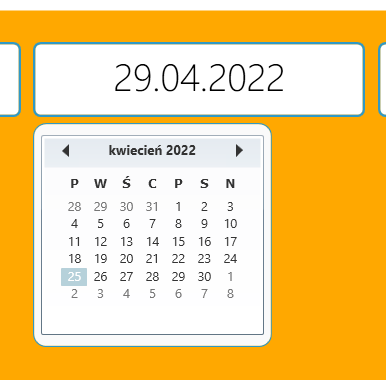 29.04.2022
kwiecień 2022
P W Ś C P S N
28 29 30 31 1 2 3
4 5 6 7 8 9 10
11 12 13 14 15 16 17
18 19 20 21 22 23 24
25 26 27 28 29 30 1
2 3 4 5 6 7 8